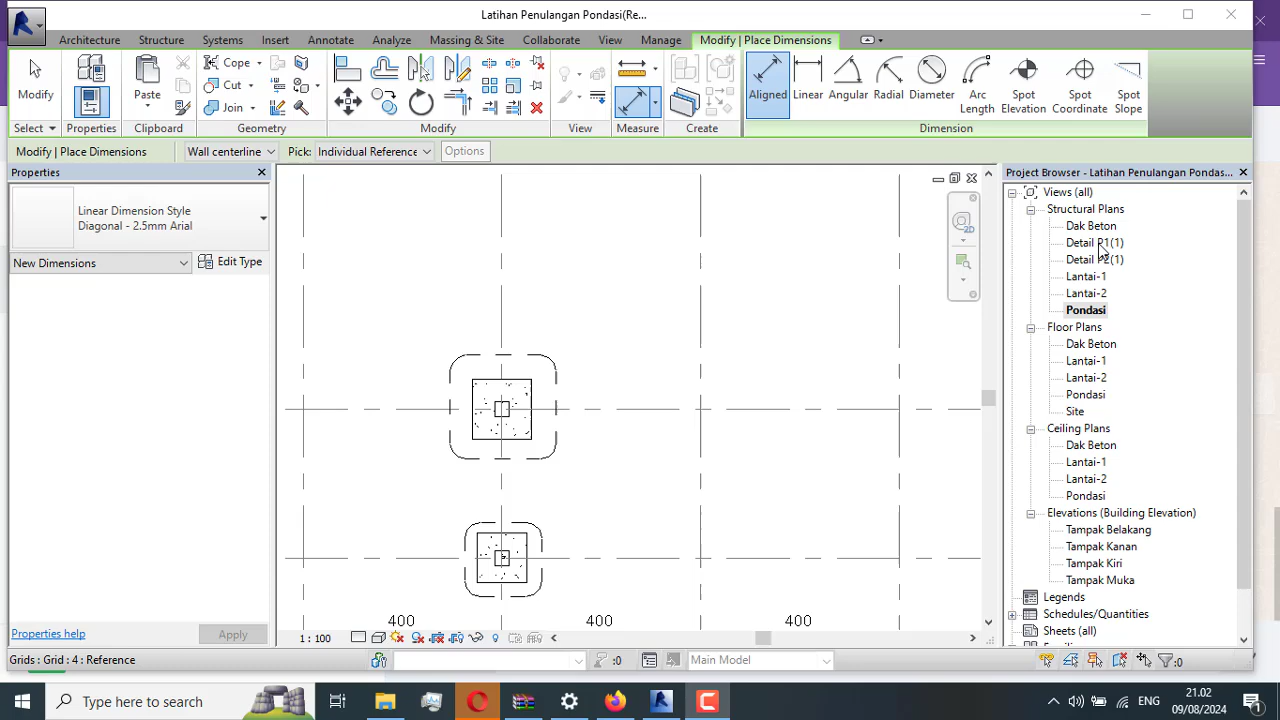 Latihan Penulangan Pondasi(Re...
Architecture Structure Systems Insert Annotate Analyze Massing & Site Collaborate View Manage Modify | Place Dimensions
Modify Paste Cope Cut Join Aligned Linear Angular Radial Diameter Arc Length Spot Elevation Spot Coordinate Spot Slope
Select Properties Clipboard Geometry Modify View Measure Create Dimension
Modify | Place Dimensions Wall centerline Pick: Individual Reference Options
Properties
Linear Dimension Style
Diagonal - 2.5mm Arial
New Dimensions Edit Type
Properties help Apply
2D
400 400 400
1 : 100
Project Browser - Latihan Penulangan Pondas...
Views (all)
Structural Plans
Dak Beton
Detail P1(1)
Detail (1)
Lantai-1
Lantai-2
Pondasi
Floor Plans
Dak Beton
Lantai-1
Lantai-2
Pondasi
Site
Ceiling Plans
Dak Beton
Lantai-1
Lantai-2
Pondasi
Elevations (Building Elevation)
Tampak Belakang
Tampak Kanan
Tampak Kiri
Tampak Muka
Legends
Schedules/Quantities
Sheets (all)
Grids : Grid : 4 : Reference :0 Main Model :0
Type here to search ENG 21.02
09/08/2024 1